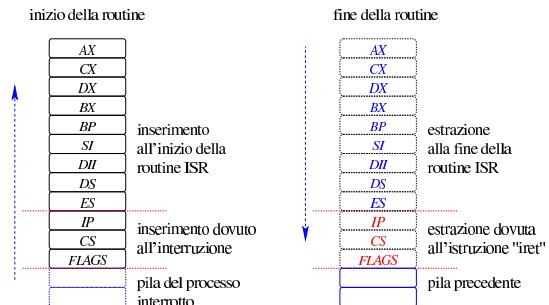 inizio della routine
AX
CX
DX
BX
BP
SI
DII
DS
ES
IP
CS
FLAGS
inserimento
all'inizio della
routine ISR
inserimento dovuto
all'interruzione
pila del processo
interrotto
fine della routine
AX
CX
DX
BX
BP
SI
DII
DS
ES
IP
CS
FLAGS
estrazione
alla fine della
routine ISR
estrazione dovuta
all'istruzione "iret"
pila precedente